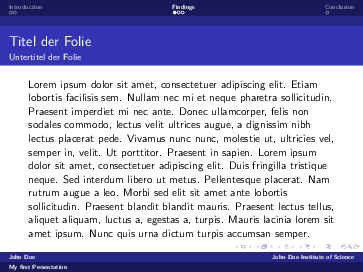 Introduction Findings Conclusion
Titel der Folie
Untertitel der Folie
Lorem ipsum dolor sit amet, consectetuer adipiscing elit. Etiam
lobortis facilisis sem. Nullam nec mi et neque pharetra sollicitudin.
Praesent imperdiet mi nec ante. Donec ullamcorper, felis non
sodales commodo, lectus velit ultrices augue, a dignissim nibh
lectus placerat pede. Vivamus nunc nunc, molestie ut, ultricies vel,
semper in, velit. Ut porttitor. Praesent in sapien. Lorem ipsum
dolor sit amet, consectetuer adipiscing elit. Duis fringilla tristique
neque. Sed interdum libero ut metus. Pellentesque placerat. Nam
rutrum augue a leo. Morbi sed elit sit amet ante lobortis
sollicitudin. Praesent blandit blandit mauris. Praesent lectus tellus,
aliquet aliquam, luctus a, egestas a, turpis. Mauris lacinia lorem sit
amet ipsum. Nunc quis urna dictum turpis accumsan semper.
John Doe John-Doe-Institute of Science
My first Presentation